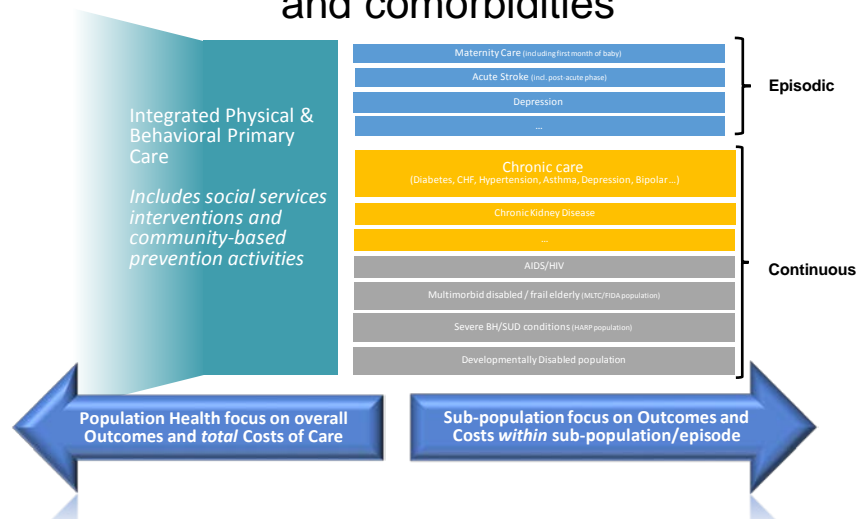 and comorbidities
Integrated Physical &
Behavioral Primary
Care
Includes social services
interventions and
community-based
prevention activities
Maternity Care (including first month of baby)
Acute Stroke (incl. post-acute phase)
Depression
...
Episodic
Chronic care
(Diabetes, CHF, Hypertension, Asthma, Depression, Bipolar ...)
Chronic Kidney Disease
...
AIDS/HIV
Multimorbid disabled / frail elderly (MLTC/FIDA population)
Severe BH/SUD conditions (HARP population)
Developmentally Disabled population
Continuous
Population Health focus on overall
Outcomes and total Costs of Care
Sub-population focus on Outcomes and
Costs within sub-population/episode